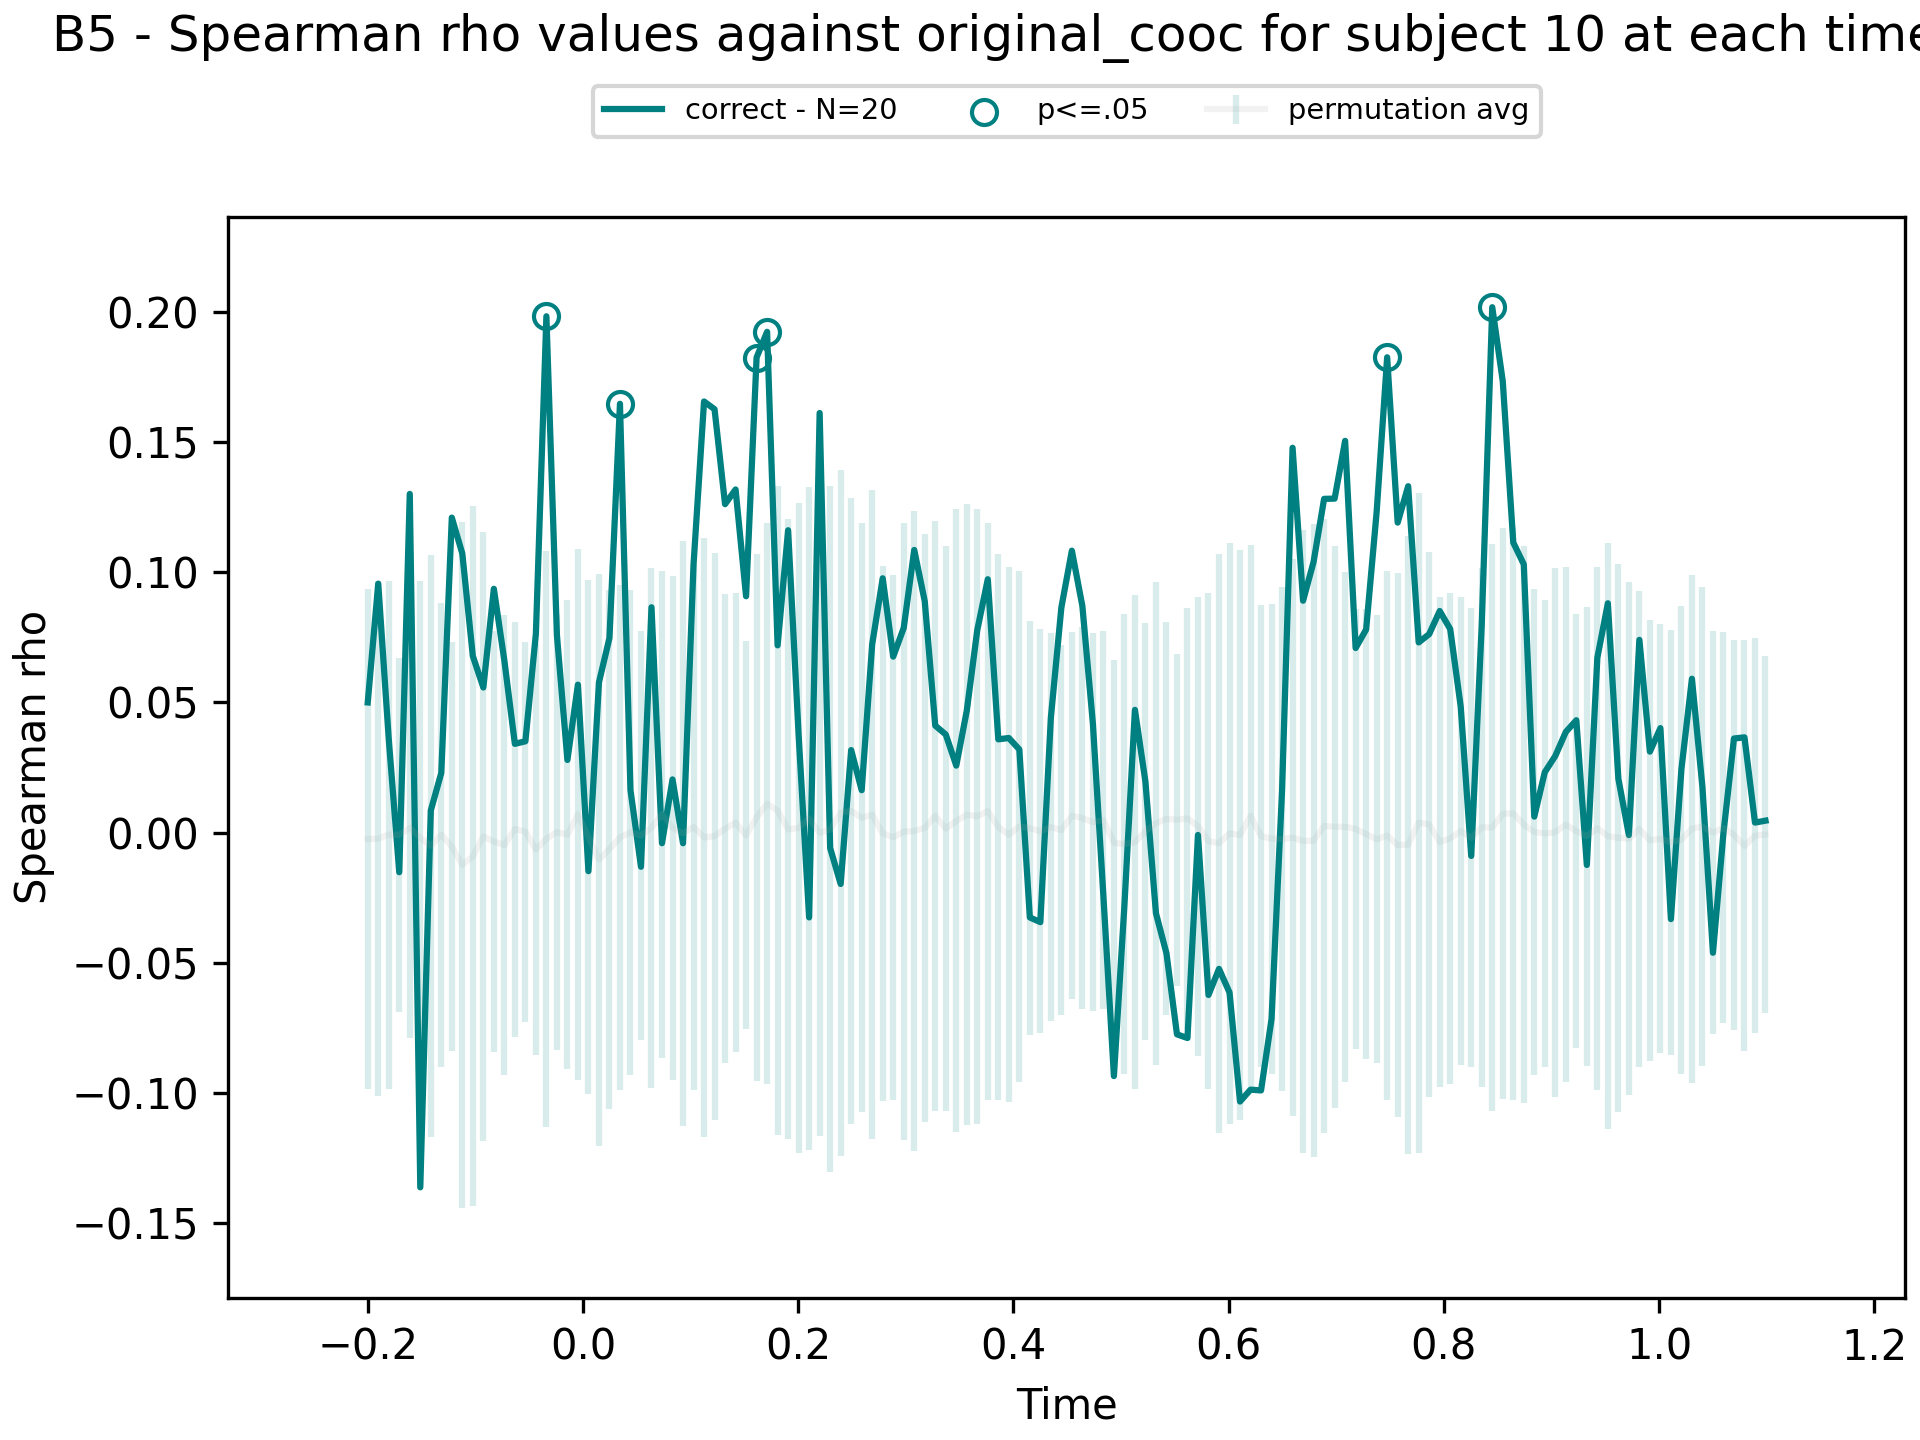 B5 - Spearman rho values against original_cooc for subject 10 at each time
correct - N=20 p<=.05 permutation avg
0.20
0.15
0.10
0.05
0.00
−0.05
−0.10
−0.15
Spearman rho
−0.2 0.0 0.2 0.4 0.6 0.8 1.0 1.2
Time